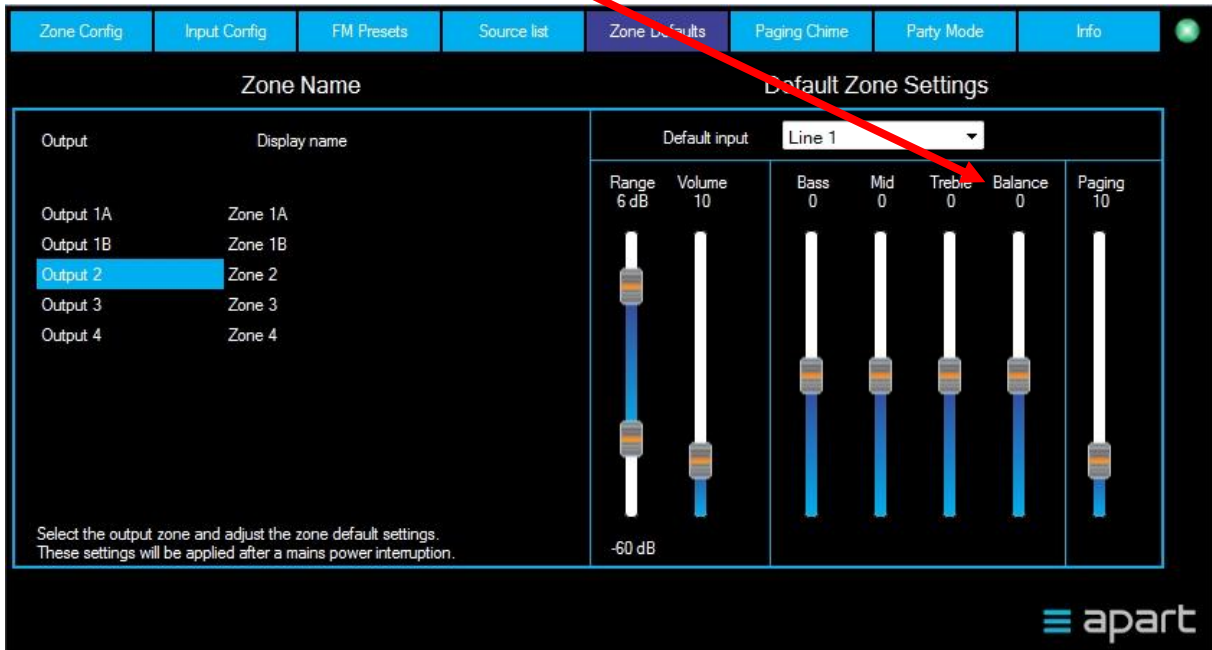 Zone Config Input Config FM Presets Source list Zone Defaults Paging Chime Party Mode Info
Zone Name
Default Zone Settings
Output Display name
Output 1A Zone 1A
Output 1B Zone 1B
Output 2 Zone 2
Output 3 Zone 3
Output 4 Zone 4
Select the output zone and adjust the zone default settings.
These settings will be applied after a mains power interruption.
Default input Line 1
Range Volume Bass Mid Treble Balance Paging
6 dB 10 0 0 0 0 10
-60 dB
apart